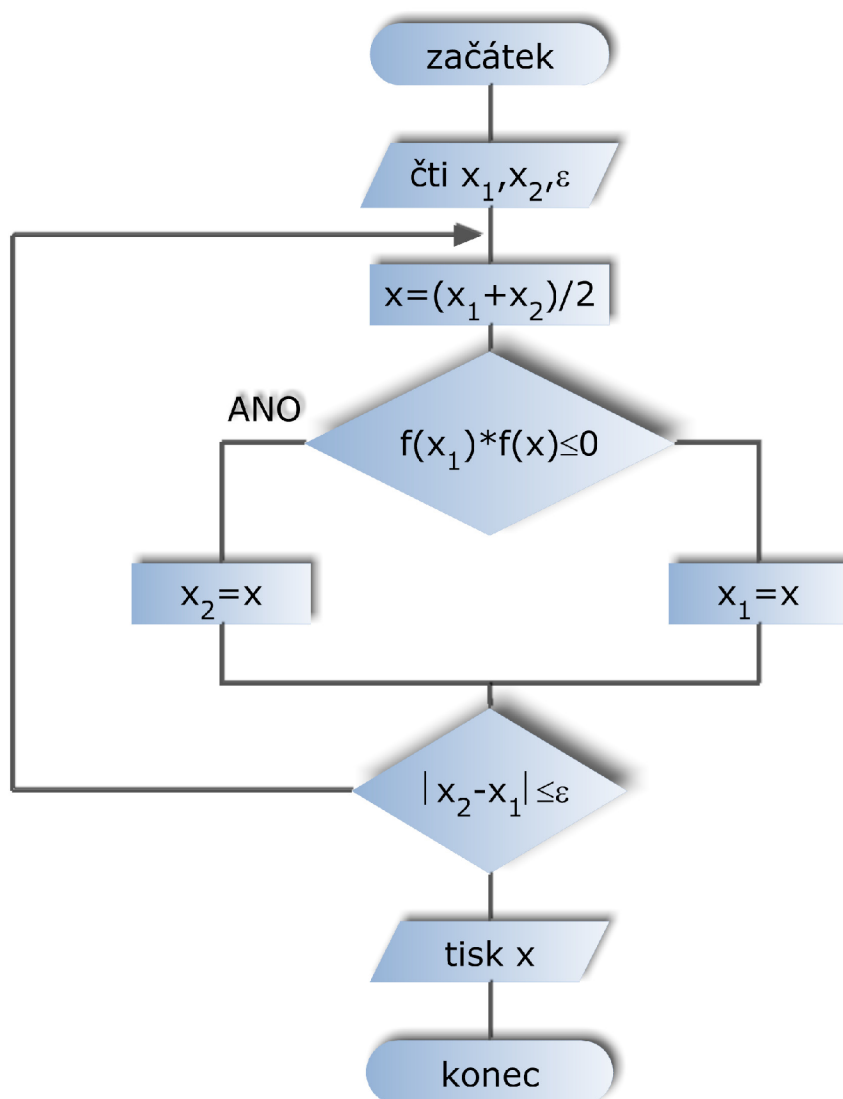 začátek
čti x₁,x₂,ε
x=(x₁+x₂)/2
ANO
f(x₁)*f(x)≤0
x₂=x
x₁=x
|x₂-x₁|≤ε
tisk x
konec